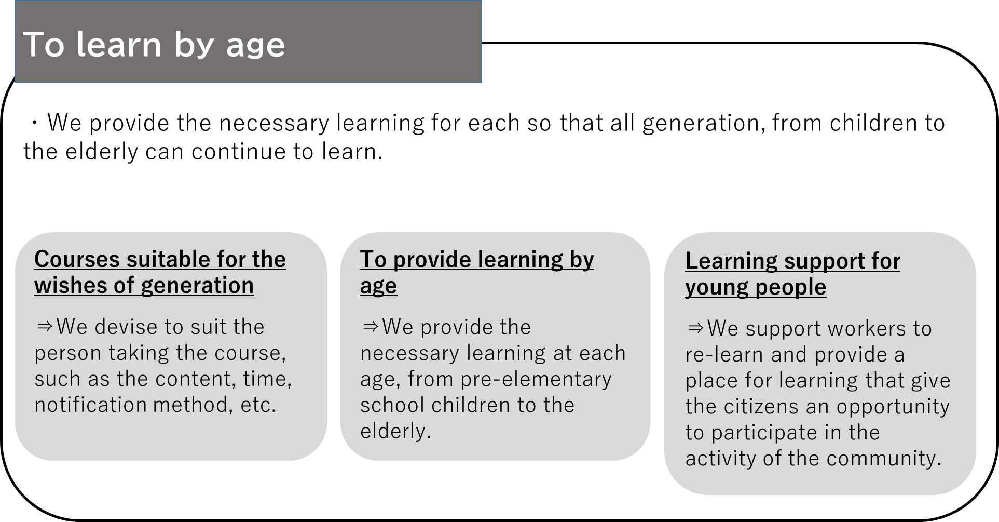 To learn by age
・We provide the necessary learning for each so that all generation, from children to
the elderly can continue to learn.
Courses suitable for the
wishes of generation
⇒We devise to suit the
person taking the course,
such as the content, time,
notification method, etc.
To provide learning by
age
⇒We provide the
necessary learning at each
age, from pre-elementary
school children to the
elderly.
Learning support for
young people
⇒We support workers to
re-learn and provide a
place for learning that give
the citizens an opportunity
to participate in the
activity of the community.